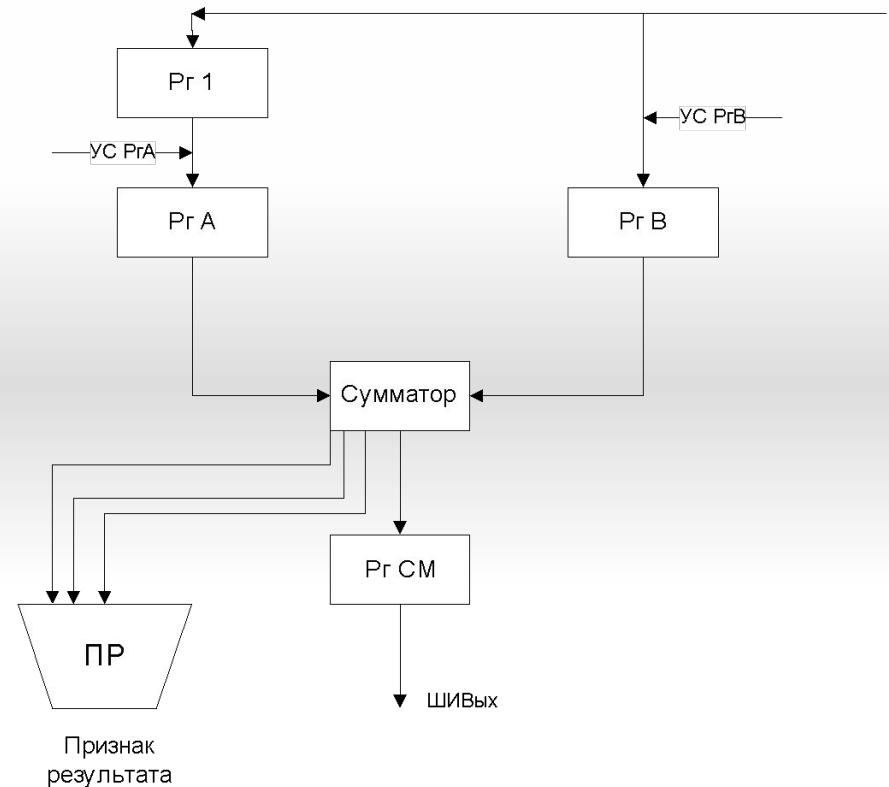 Рг 1
УС РгВ
УС РгА
Рг А
Рг В
Сумматор
Рг СМ
ПР
ШИВых
Признак
результата